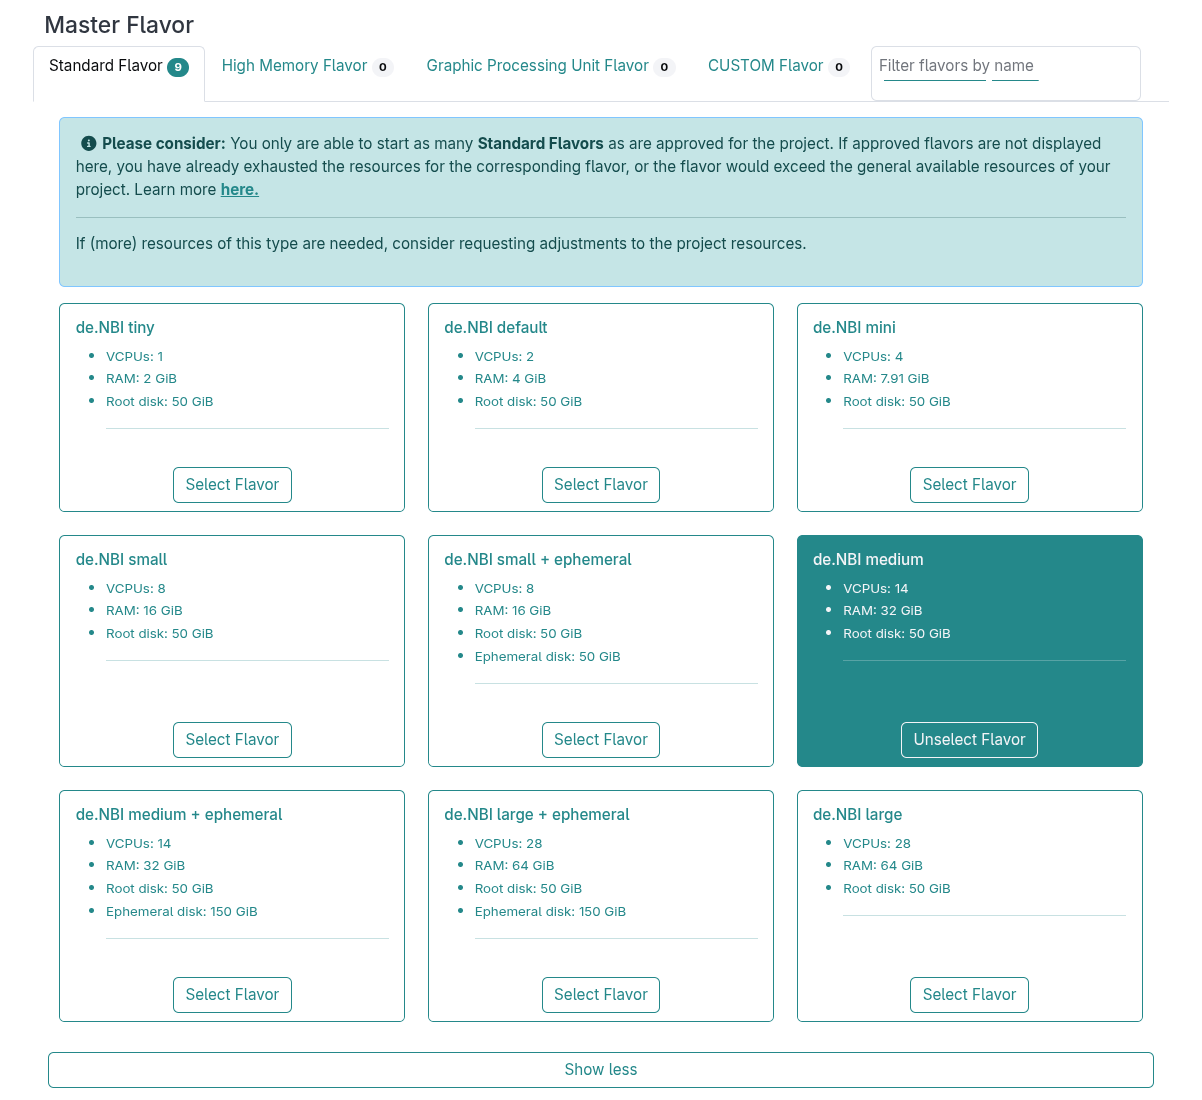 Master Flavor
Standard Flavor 9
High Memory Flavor 0
Graphic Processing Unit Flavor 0
CUSTOM Flavor 0
Filter flavors by name
Please consider: You only are able to start as many Standard Flavors as are approved for the project. If approved flavors are not displayed
here, you have already exhausted the resources for the corresponding flavor, or the flavor would exceed the general available resources of your
project. Learn more here.
If (more) resources of this type are needed, consider requesting adjustments to the project resources.
de.NBI tiny
VCPUs: 1
RAM: 2 GiB
Root disk: 50 GiB
Select Flavor
de.NBI default
VCPUs: 2
RAM: 4 GiB
Root disk: 50 GiB
Select Flavor
de.NBI mini
VCPUs: 4
RAM: 7.91 GiB
Root disk: 50 GiB
Select Flavor
de.NBI small
VCPUs: 8
RAM: 16 GiB
Root disk: 50 GiB
Select Flavor
de.NBI small + ephemeral
VCPUs: 8
RAM: 16 GiB
Root disk: 50 GiB
Ephemeral disk: 50 GiB
Select Flavor
de.NBI medium
VCPUs: 14
RAM: 32 GiB
Root disk: 50 GiB
Unselect Flavor
de.NBI medium + ephemeral
VCPUs: 14
RAM: 32 GiB
Root disk: 50 GiB
Ephemeral disk: 150 GiB
Select Flavor
de.NBI large + ephemeral
VCPUs: 28
RAM: 64 GiB
Root disk: 50 GiB
Ephemeral disk: 150 GiB
Select Flavor
de.NBI large
VCPUs: 28
RAM: 64 GiB
Root disk: 50 GiB
Select Flavor
Show less